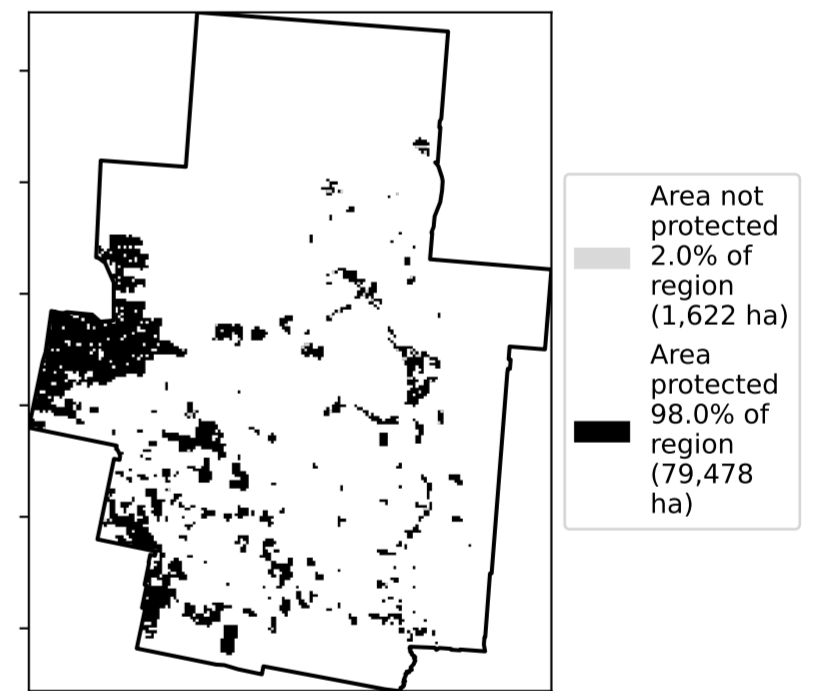 Area not
protected
2.0% of
region
(1,622 ha)
Area
protected
98.0% of
region
(79,478
ha)